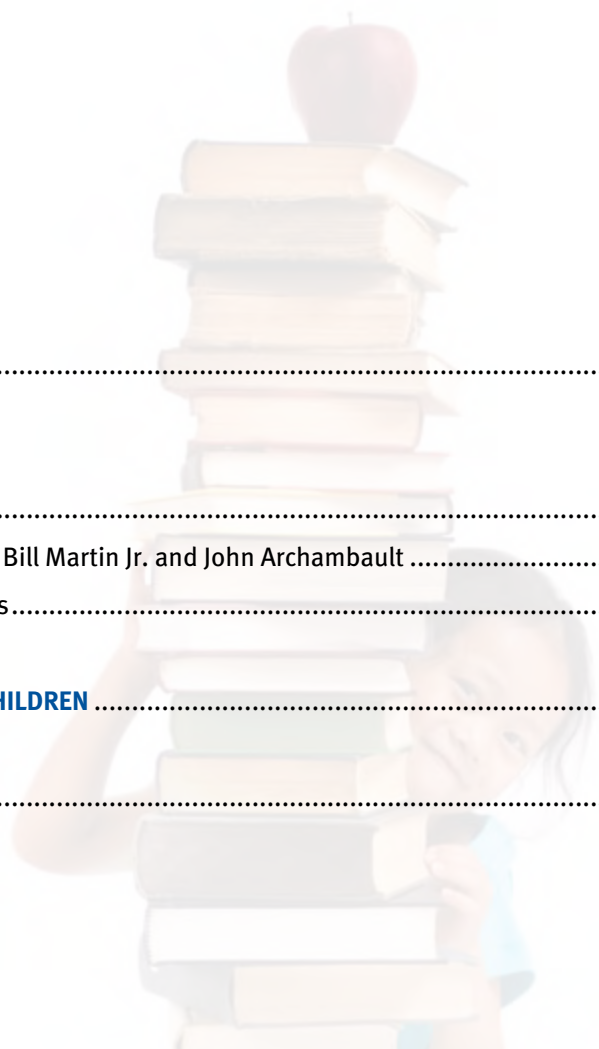 ........................................................................
........................................................................
Bill Martin Jr. and John Archambault ......................
s......................................................................
HILDREN ............................................................
........................................................................